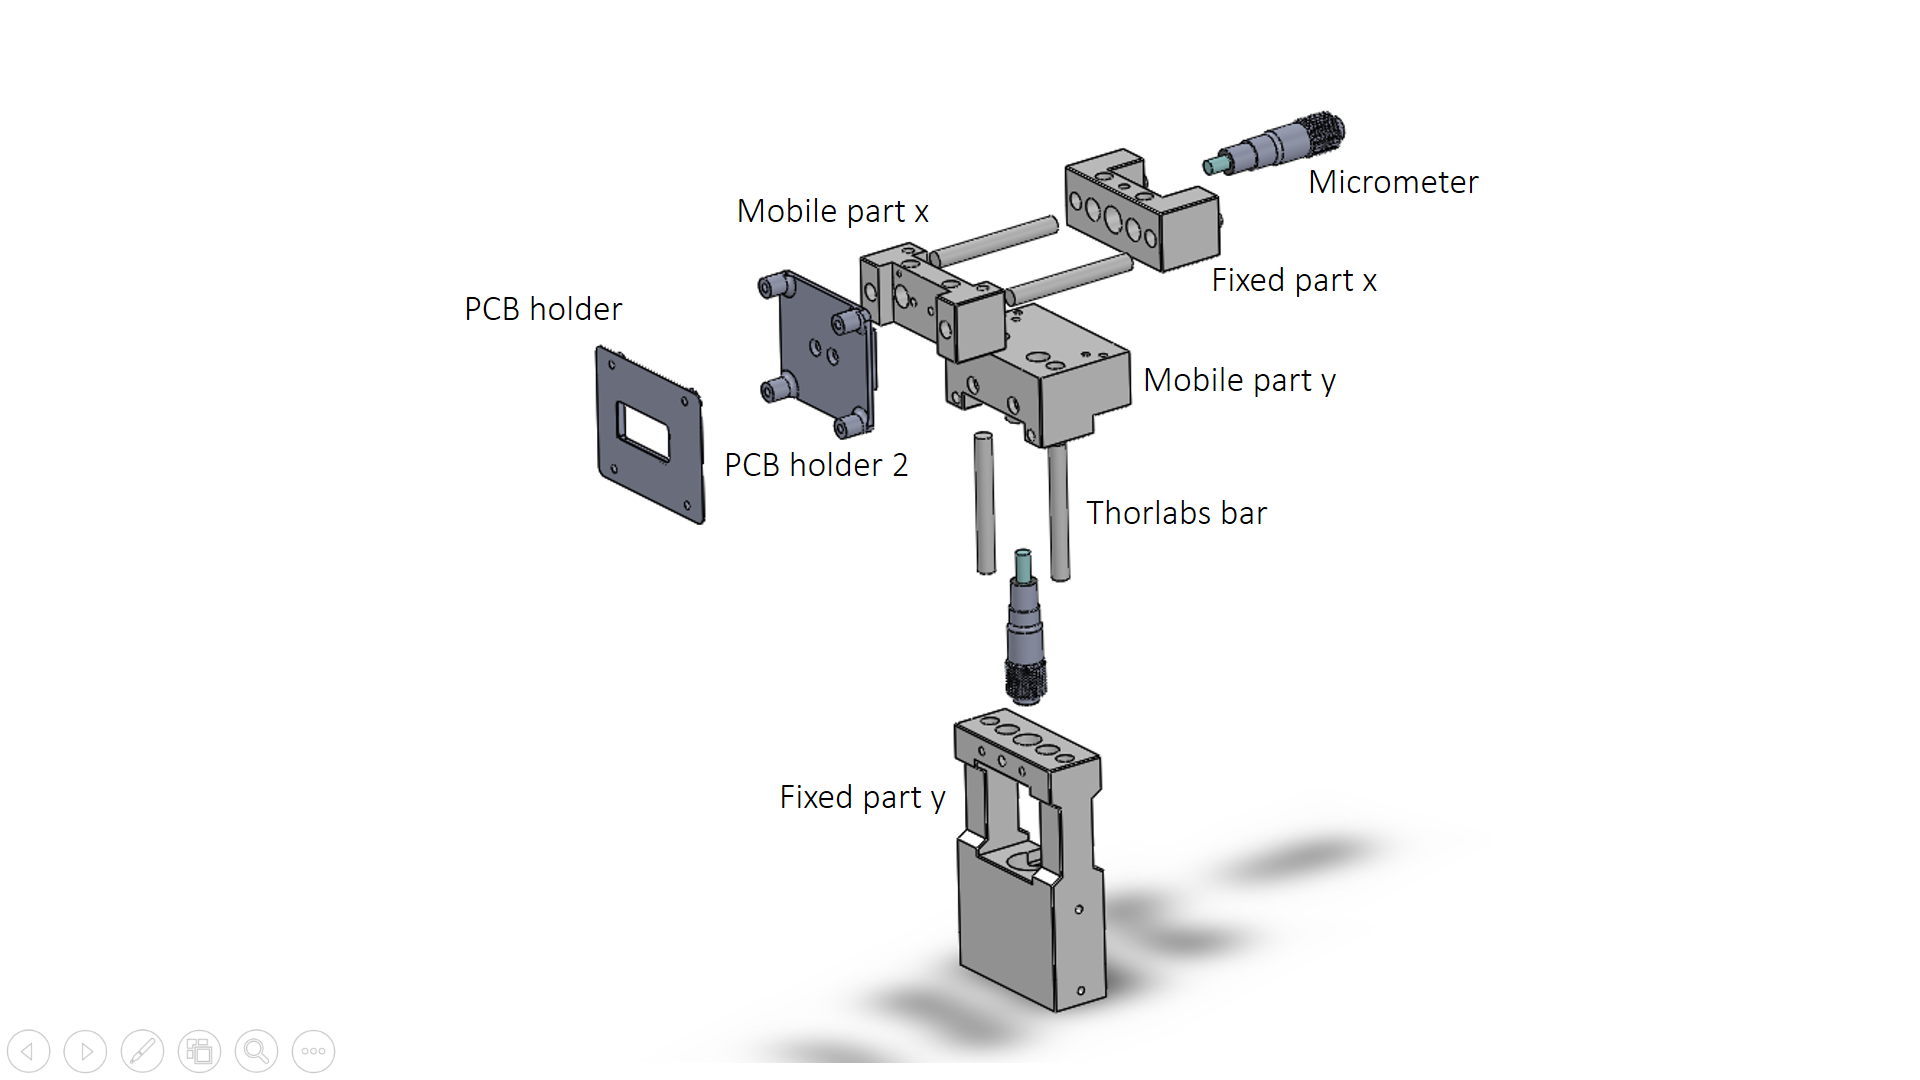 Micrometer
Mobile part x
Fixed part x
PCB holder
Mobile part y
PCB holder 2
Thorlabs bar
Fixed part y